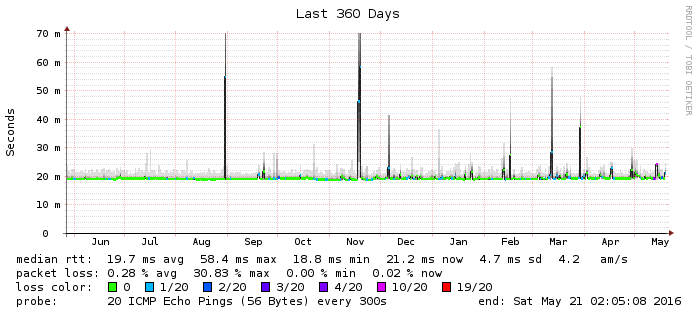 Last 360 Days
RRDTOOL / TOBI OETIKER
Seconds
70 m
60 m
50 m
40 m
30 m
20 m
10 m
0
Jun Jul Aug Sep Oct Nov Dec Jan Feb Mar Apr May
median rtt: 19.7 ms avg 58.4 ms max 18.8 ms min 21.2 ms now 4.7 ms sd 4.2 am/s
packet loss: 0.28 % avg 30.83 % max 0.00 % min 0.02 % now
loss color: 0 1/20 2/20 3/20 4/20 10/20 19/20
probe: 20 ICMP Echo Pings (56 Bytes) every 300s end: Sat May 21 02:05:08 2016